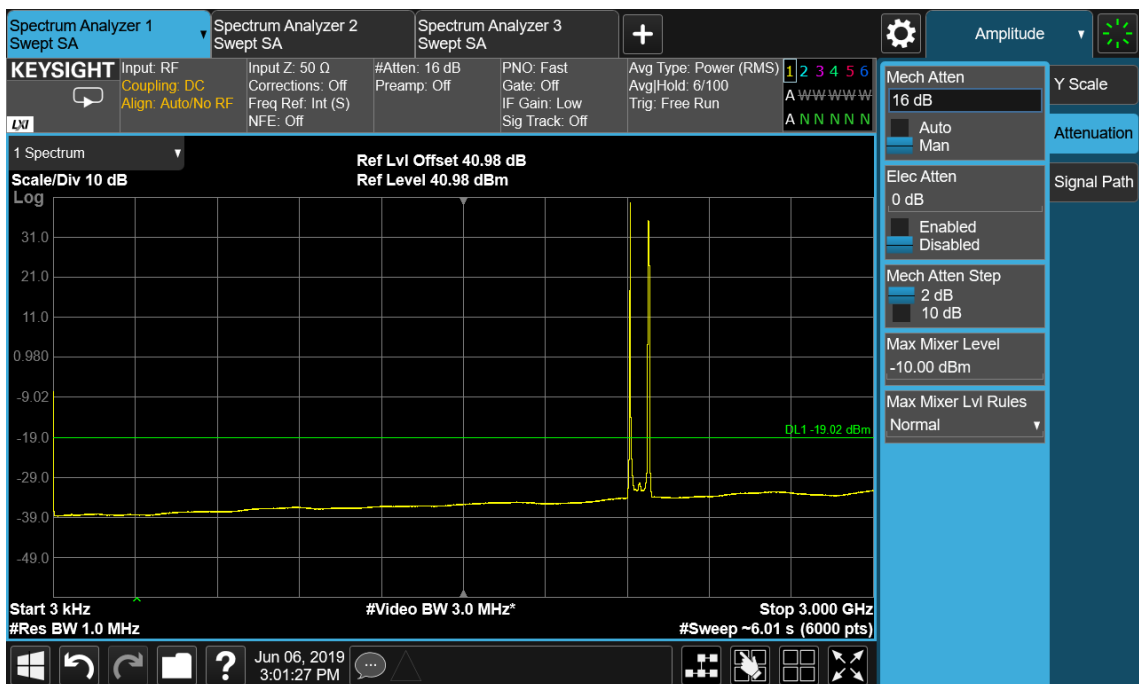 Spectrum Analyzer 1
Swept SA
Spectrum Analyzer 2
Swept SA
Spectrum Analyzer 3
Swept SA
Amplitude
KEYSIGHT
LXI
Input: RF
Coupling: DC
Align: Auto/No RF
Input Z: 50 Ω
Corrections: Off
Freq Ref: Int (S)
NFE: Off
#Atten: 16 dB
Preamp: Off
PNO: Fast
Gate: Off
IF Gain: Low
Sig Track: Off
Avg Type: Power (RMS)
Avg|Hold: 6/100
Trig: Free Run
1 2 3 4 5 6
A W W W W W
A N N N N N
1 Spectrum
Scale/Div 10 dB
Log
Ref Lvl Offset 40.98 dB
Ref Level 40.98 dBm
31.0
21.0
11.0
0.980
-9.02
-19.0
-29.0
-39.0
-49.0
DL1 -19.02 dBm
Start 3 kHz
#Res BW 1.0 MHz
#Video BW 3.0 MHz*
Stop 3.000 GHz
#Sweep ~6.01 s (6000 pts)
?
Jun 06, 2019
3:01:27 PM
Mech Atten
16 dB
Auto
Man
Elec Atten
0 dB
Enabled
Disabled
Mech Atten Step
2 dB
10 dB
Max Mixer Level
-10.00 dBm
Max Mixer Lvl Rules
Normal
Y Scale
Attenuation
Signal Path